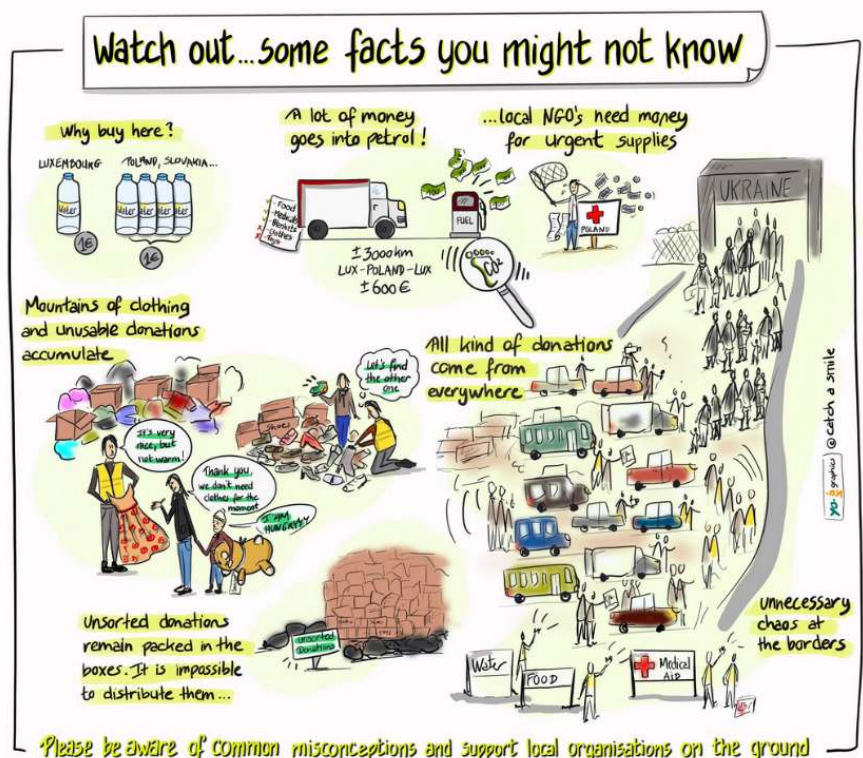 Watch out...some facts you might not know
Why buy here?
LUXEMBOURG
POLAND, SLOVAKIA...
Water
Water
Water
Water
Water
1€
1€
A lot of money
goes into petrol!
Food
Blankets
Clothes
Toys
FUEL
±3000km
LUX-POLAND-LUX
±600€
CO2
...local NGO's need money
for urgent supplies
POLAND
UKRAINE
Mountains of clothing
and unusable donations
accumulate
It's very
nice, but
not warm!
Thank you,
we don't need
clothes for the
moment
I AM
HUNGRYYY
Let's find
the other
one
Shoes
All kind of donations
come from
everywhere
Unsorted donations
remain packed in the
boxes. It is impossible
to distribute them...
unsorted
Donations
Water
FOOD
Medical
AID
unnecessary
chaos at
the borders
yo. graphics @catch a smile
Please be aware of common misconceptions and support local organisations on the ground